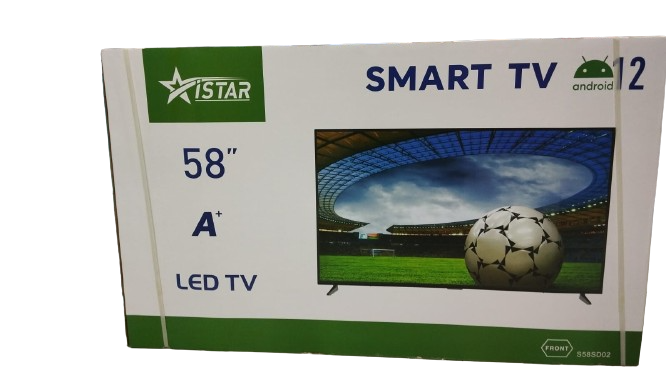 iSTAR
SMART TV
android 12
58"
A+
LED TV
FRONT
S58SD02